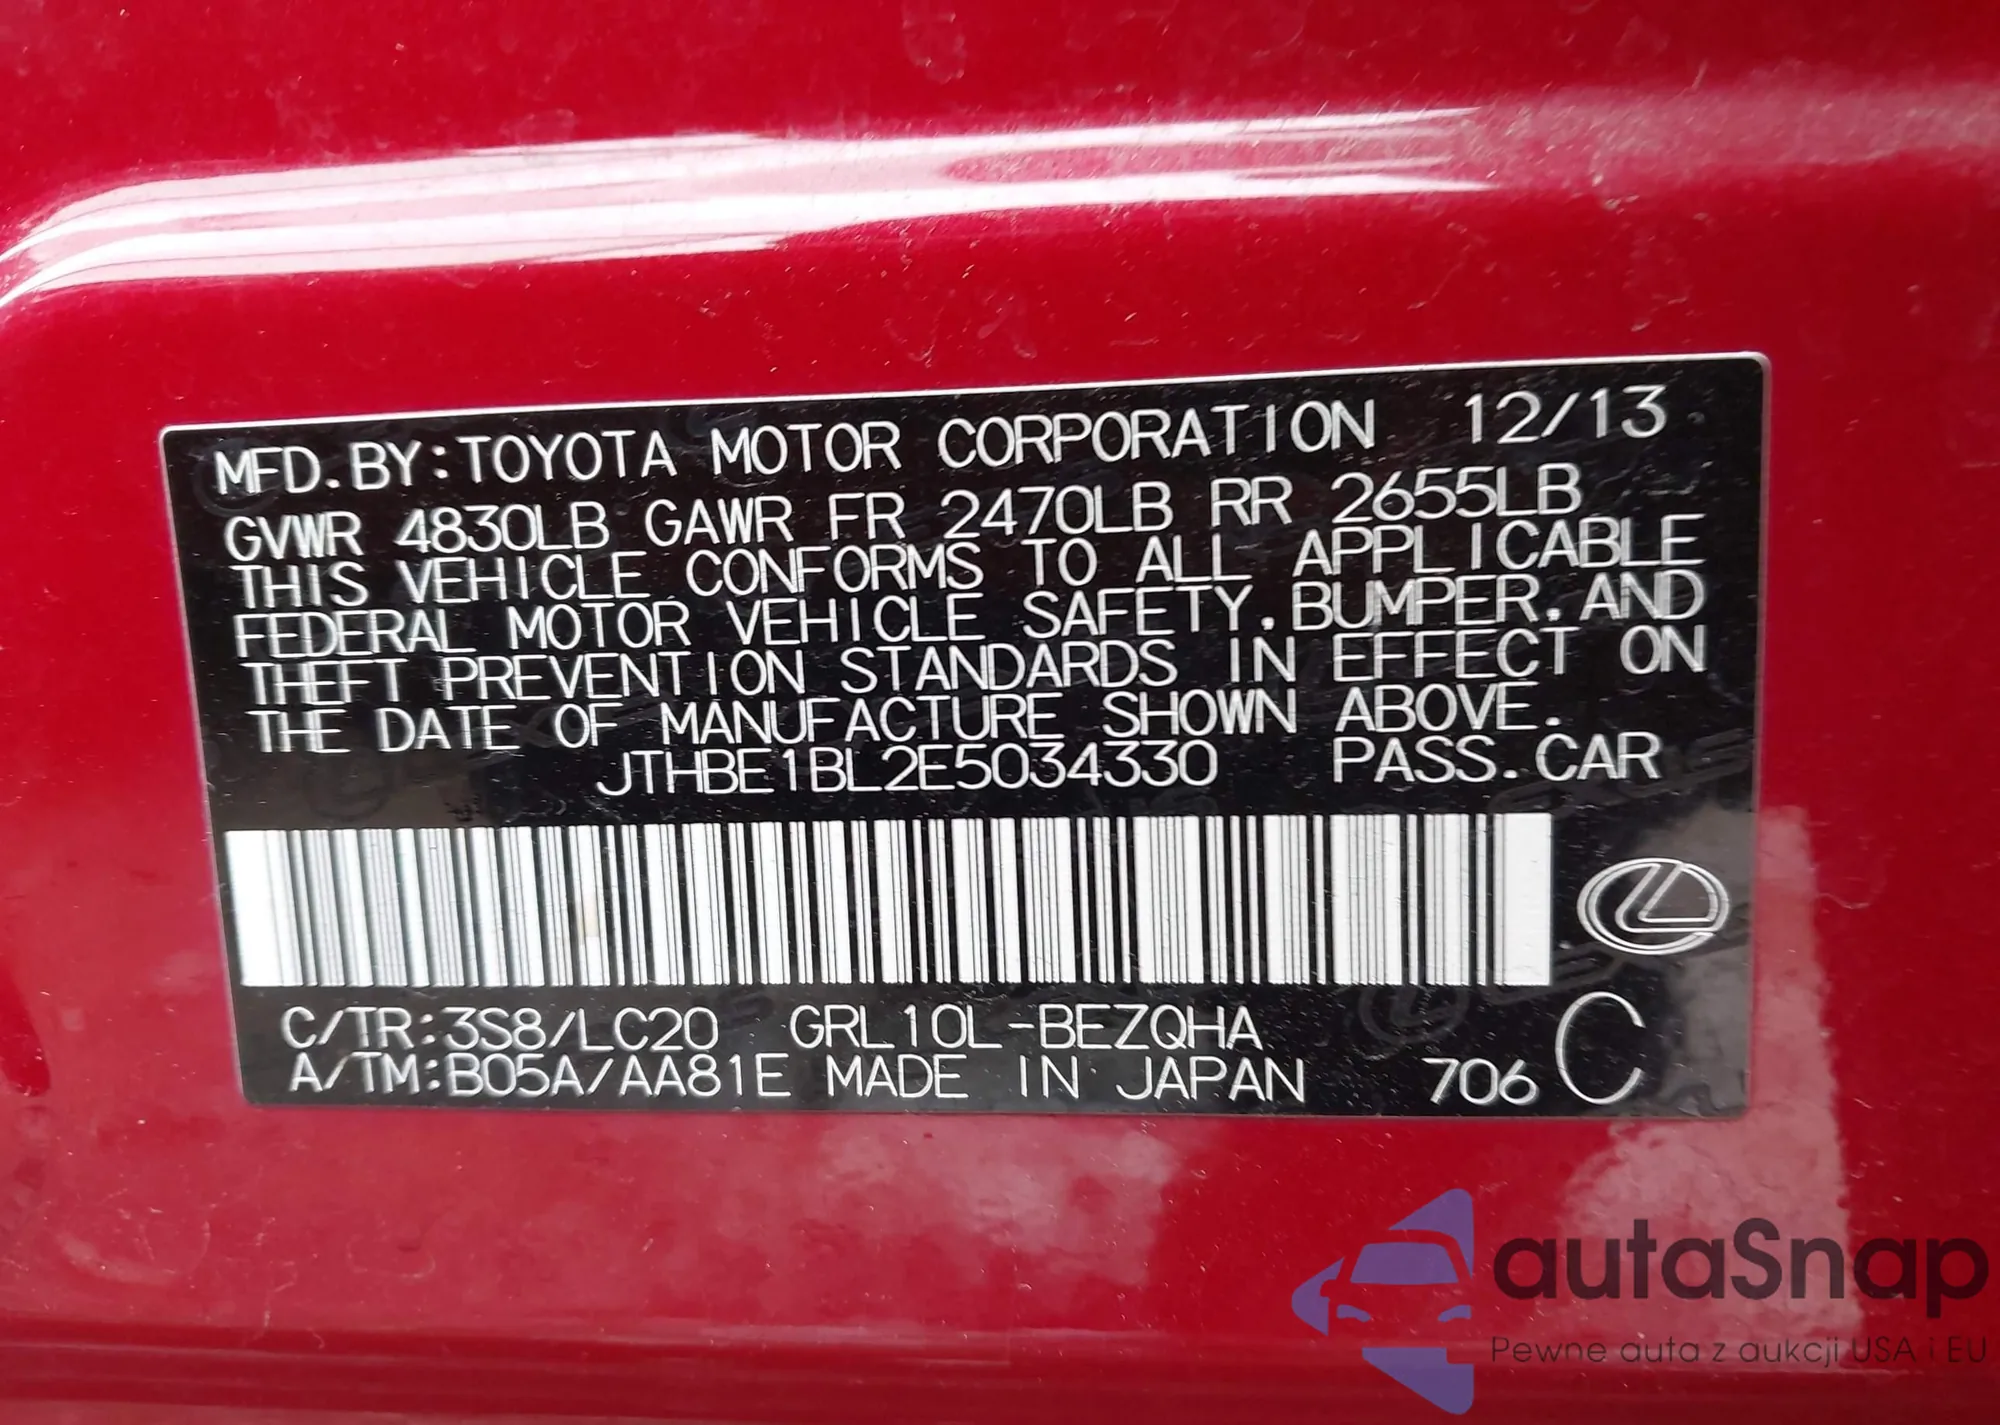 MFD.BY:TOYOTA MOTOR CORPORATION 12/13
GVWR 4830LB GAWR FR 2470LB RR 2655LB
THIS VEHICLE CONFORMS TO ALL APPLICABLE
FEDERAL MOTOR VEHICLE SAFETY,BUMPER,AND
THEFT PREVENTION STANDARDS IN EFFECT ON
THE DATE OF MANUFACTURE SHOWN ABOVE.
JTHBE1BL2E5034330 PASS.CAR
C/TR:3S8/LC20 GRL10L-BEZQHA
A/TM:B05A/AA81E MADE IN JAPAN 706 C
autaSnap
Pewne auta z aukcji USA i EU